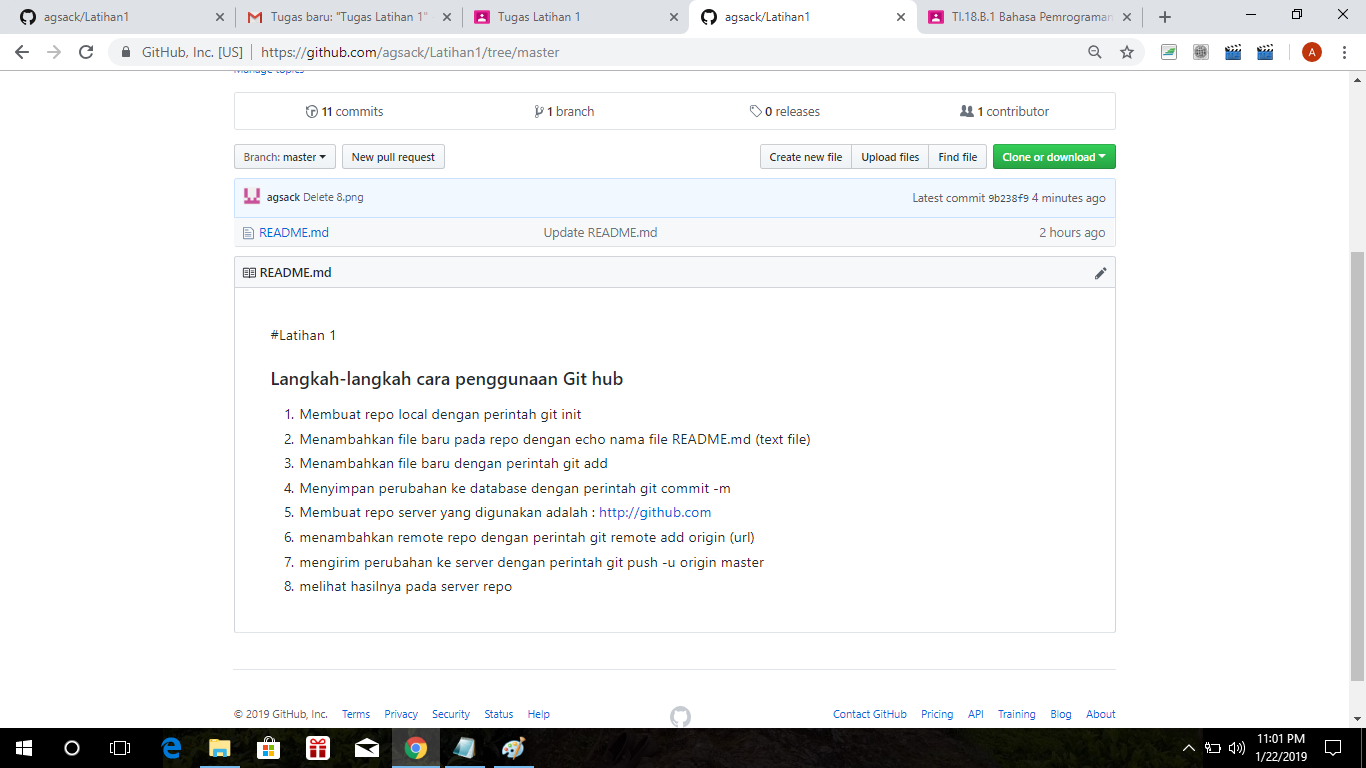 agsack/Latihan1
Tugas baru: "Tugas Latihan 1"
Tugas Latihan 1
agsack/Latihan1
TI.18.B.1 Bahasa Pemrograman
GitHub, Inc. [US]
https://github.com/agsack/Latihan1/tree/master
A
Manage topics
11 commits
1 branch
0 releases
1 contributor
Branch: master
New pull request
Create new file
Upload files
Find file
Clone or download
agsack Delete 8.png
Latest commit 9b238f9 4 minutes ago
README.md
Update README.md
2 hours ago
README.md
#Latihan 1
Langkah-langkah cara penggunaan Git hub
1. Membuat repo local dengan perintah git init
2. Menambahkan file baru pada repo dengan echo nama file README.md (text file)
3. Menambahkan file baru dengan perintah git add
4. Menyimpan perubahan ke database dengan perintah git commit -m
5. Membuat repo server yang digunakan adalah : http://github.com
6. menambahkan remote repo dengan perintah git remote add origin (url)
7. mengirim perubahan ke server dengan perintah git push -u origin master
8. melihat hasilnya pada server repo
© 2019 GitHub, Inc.
Terms
Privacy
Security
Status
Help
Contact GitHub
Pricing
API
Training
Blog
About
11:01 PM
1/22/2019